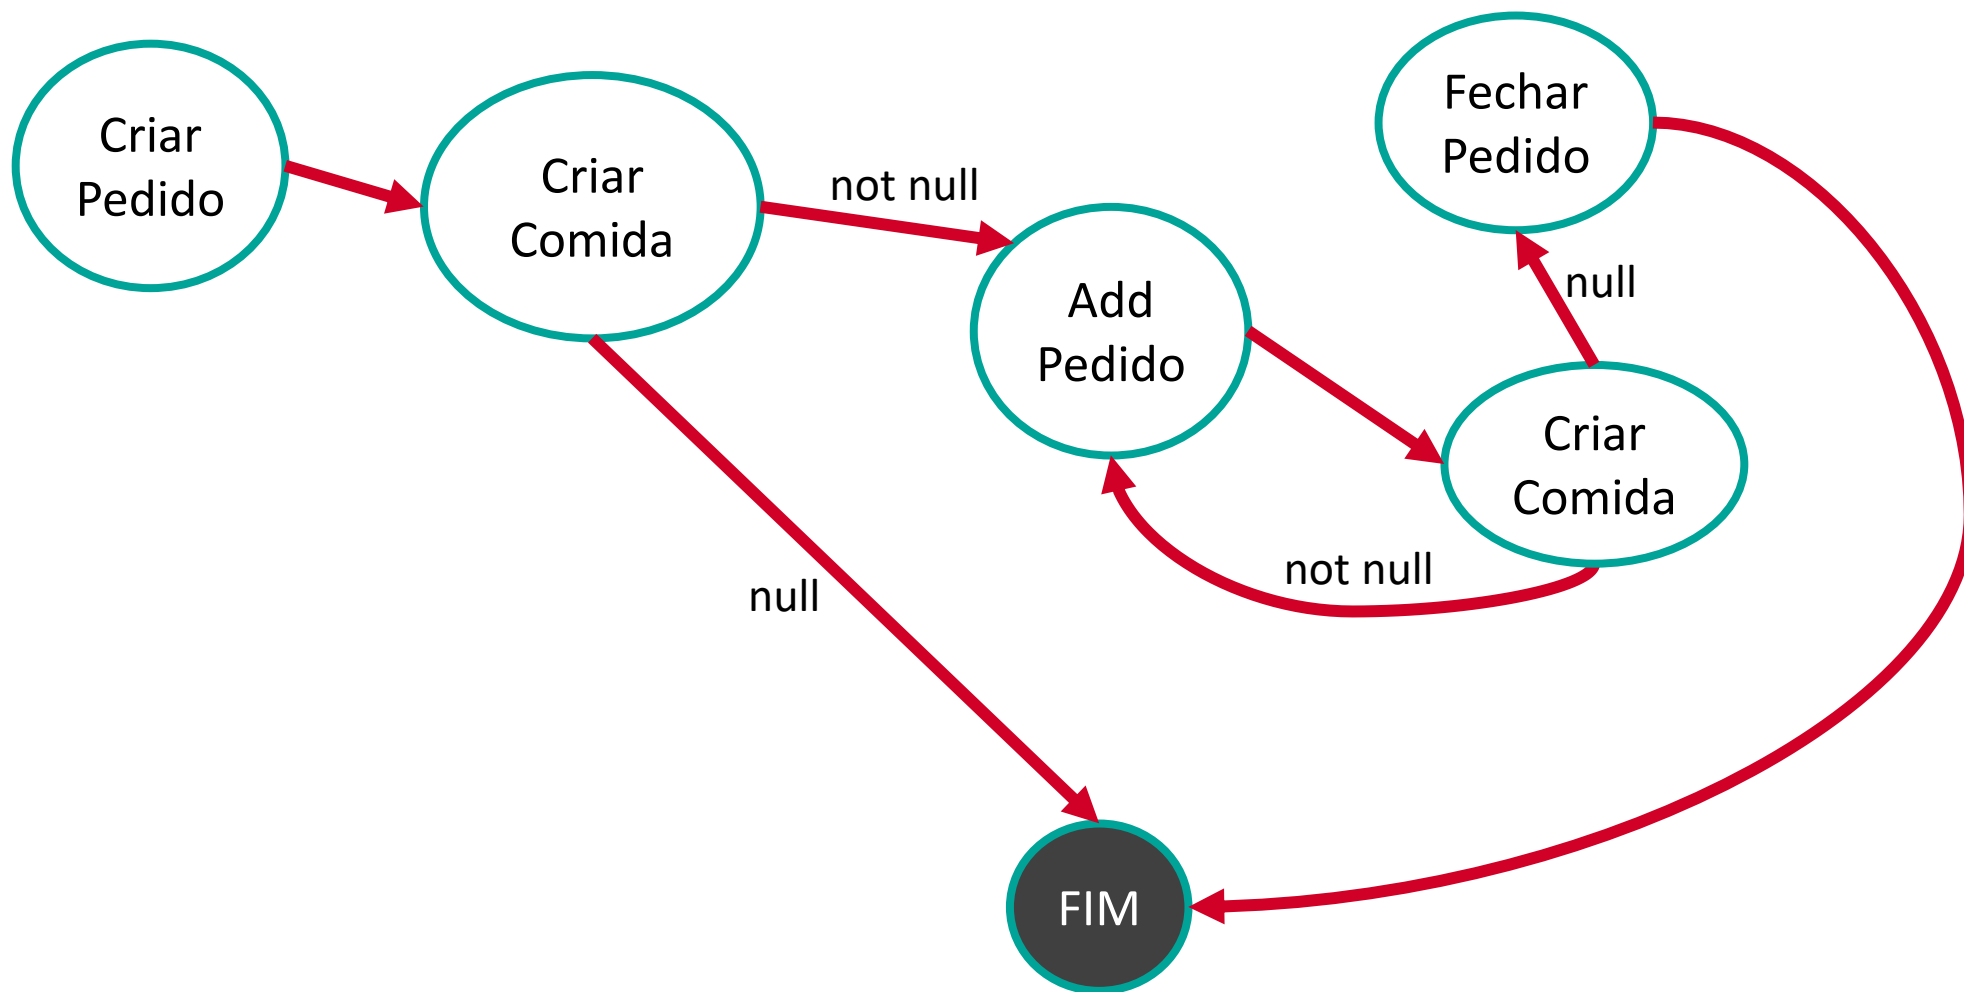 Criar
Pedido
Criar
Comida
not null
Add
Pedido
Fechar
Pedido
null
Criar
Comida
not null
null
FIM